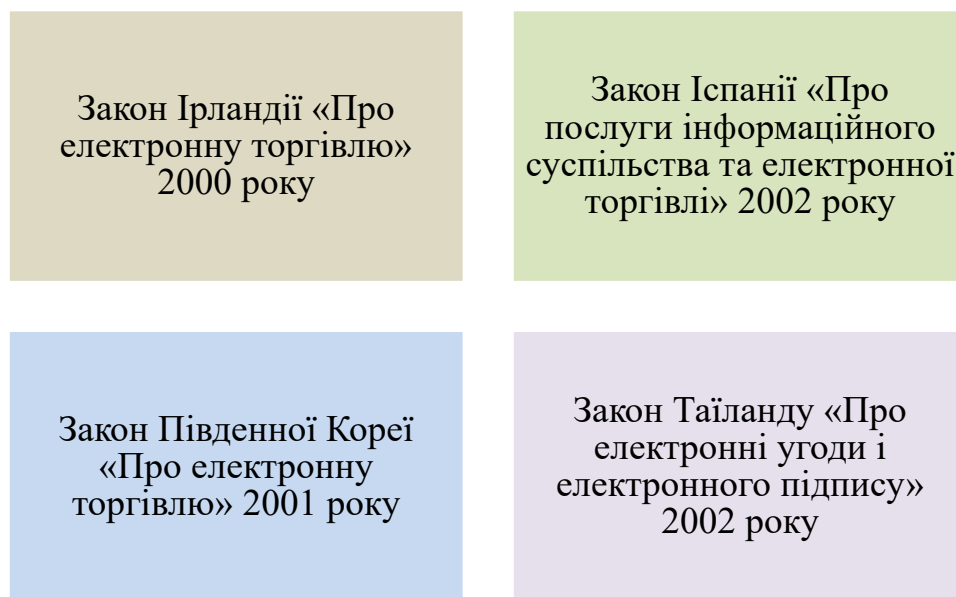 Закон Ірландії «Про
електронну торгівлю»
2000 року
Закон Іспанії «Про
послуги інформаційного
суспільства та електронної
торгівлі» 2002 року
Закон Південної Кореї
«Про електронну
торгівлю» 2001 року
Закон Таїланду «Про
електронні угоди і
електронного підпису»
2002 року